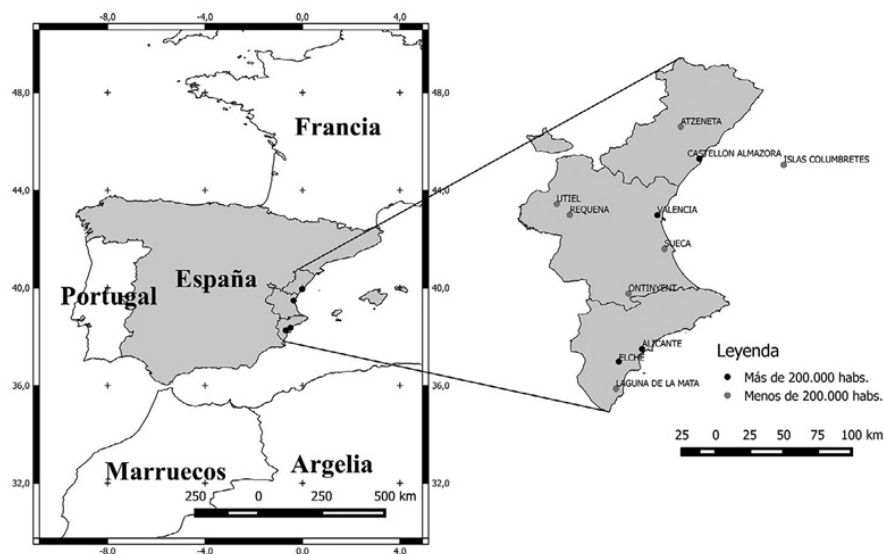 -8,0 -4,0 0,0 4,0
48,0 48,0
Francia
44,0 44,0
España
Portugal
40,0 40,0
36,0 36,0
Marruecos
Argelia
32,0 32,0
250 0 250 500 km
-8,0 -4,0 0,0 4,0
ATZENETA
CASTELLON ALMAZORA
ISLAS COLUMBRETES
UTIEL
REQUENA
VALENCIA
SUECA
ONTINYENT
ALICANTE
ELCHE
LAGUNA DE LA MATA
Leyenda
Más de 200.000 habs.
Menos de 200.000 habs.
25 0 25 50 75 100 km